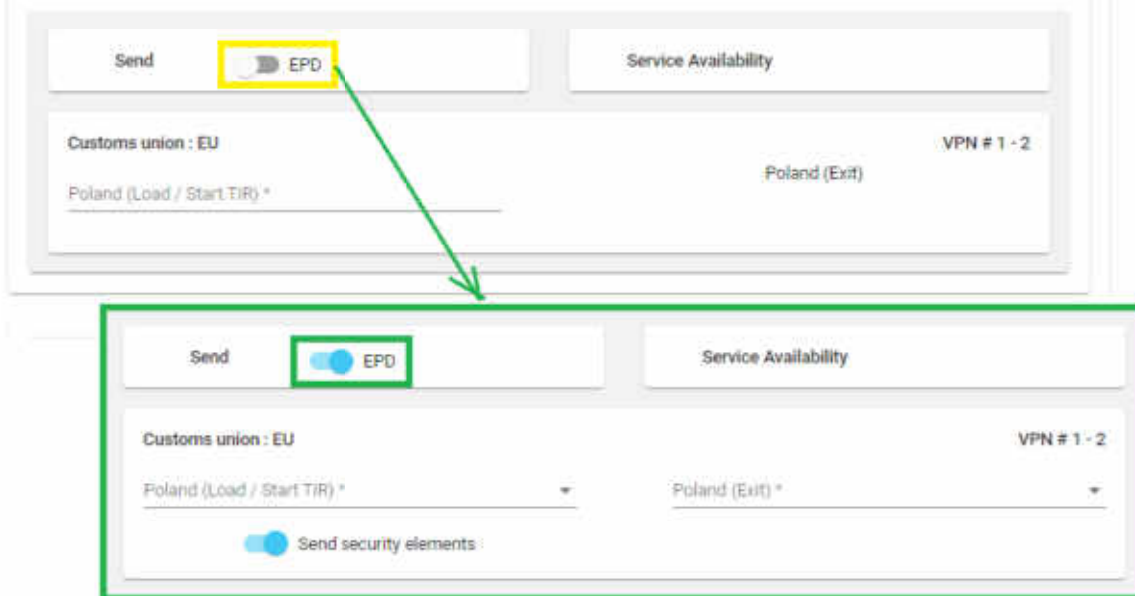 Send EPD Service Availability
Customs union : EU VPN # 1 - 2
Poland (Exit)
Poland (Load / Start TIR) *
Send EPD Service Availability
Customs union : EU VPN # 1 - 2
Poland (Load / Start TIR) * Poland (Exit) *
Send security elements